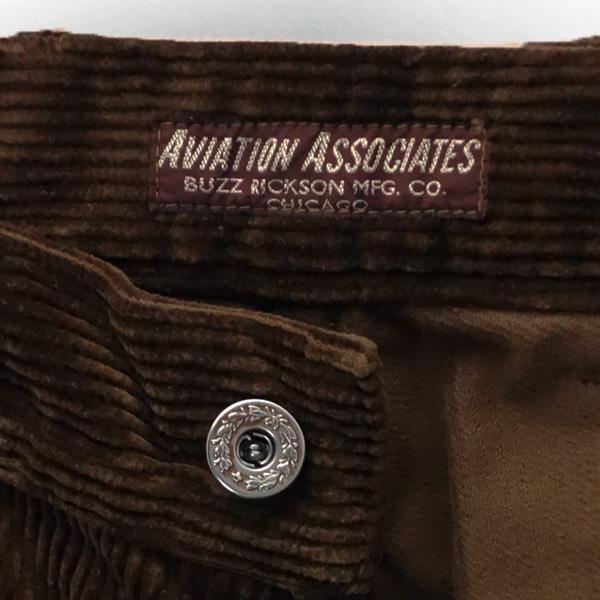 AVIATION ASSOCIATES
BUZZ RICKSON MFG. CO.
CHICAGO